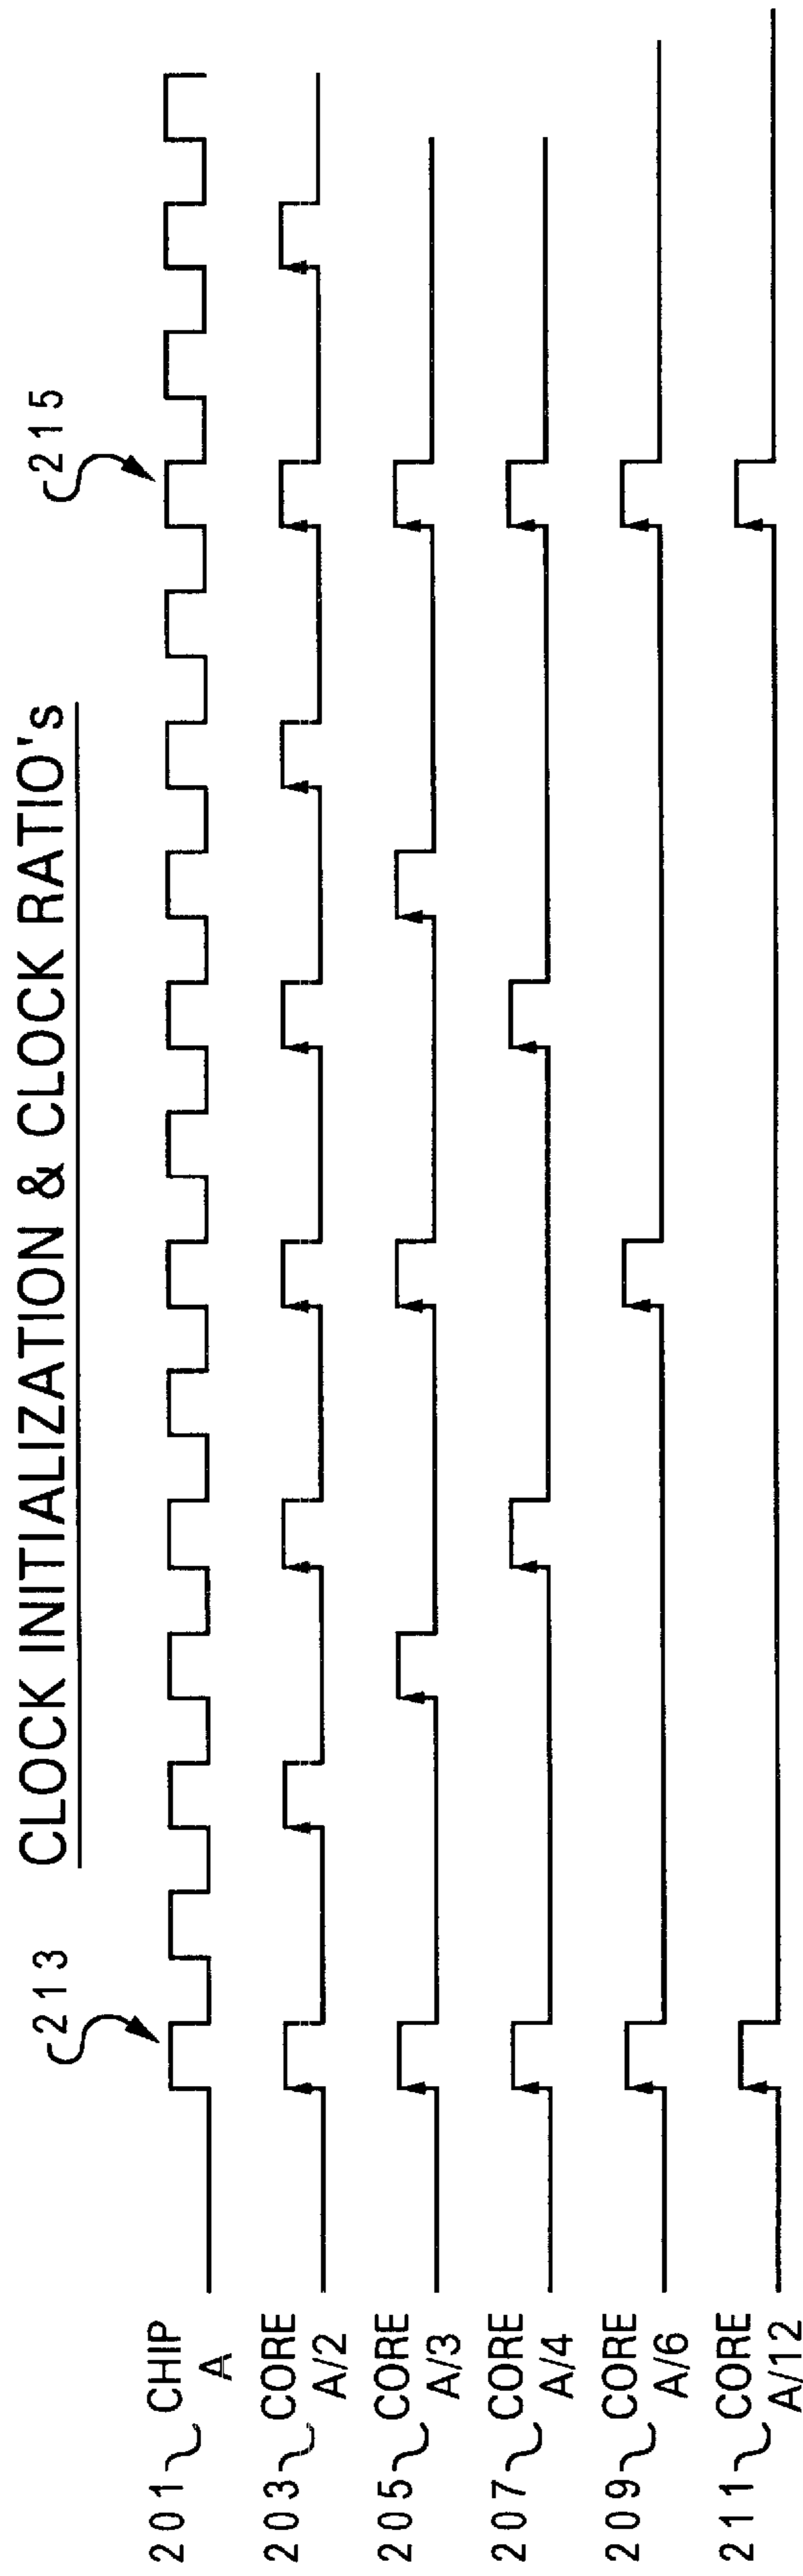 CLOCK INITIALIZATION & CLOCK RATIO's
213
215
201 CHIP
A
203 CORE
A/2
205 CORE
A/3
207 CORE
A/4
209 CORE
A/6
211 CORE
A/12